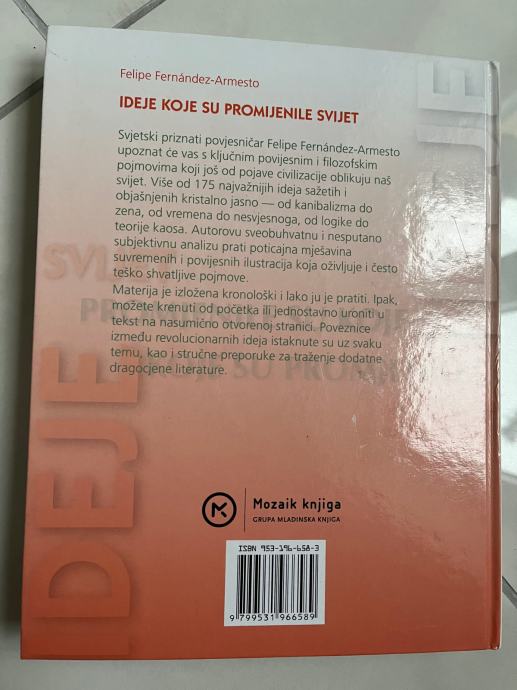 Felipe Fernández-Armesto
IDEJE KOJE SU PROMIJENILE SVIJET
Svjetski priznati povjesničar Felipe Fernández-Armesto
upoznat će vas s ključnim povijesnim i filozofskim
pojmovima koji još od pojave civilizacije oblikuju naš
svijet. Više od 175 najvažnijih ideja sažetih i
objašnjenih kristalno jasno — od kanibalizma do
zena, od vremena do nesvjesnoga, od logike do
teorije kaosa. Autorovu sveobuhvatnu i nesputano
subjektivnu analizu prati poticajna mješavina
suvremenih i povijesnih ilustracija koja oživljuje i često
teško shvatljive pojmove.
Materija je izložena kronološki i lako ju je pratiti. Ipak,
možete krenuti od početka ili jednostavno uroniti u
tekst na nasumično otvorenoj stranici. Poveznice
između revolucionarnih ideja istaknute su uz svaku
temu, kao i stručne preporuke za traženje dodatne
dragocjene literature.
IDEJE
Mozaik knjiga
GRUPA MLADINSKA KNJIGA
ISBN 953-196-658-3
9 799531 966589